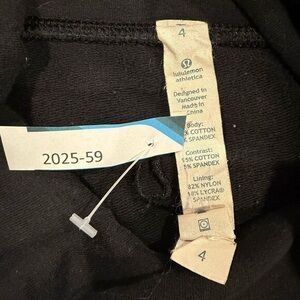 4
lululemon
athletica
Designed in
Vancouver
Made in
China
Body:
% COTTON
% SPANDEX
Contrast:
95% COTTON
5% SPANDEX
Lining:
82% NYLON
18% LYCRA®
SPANDEX
4
2025-59